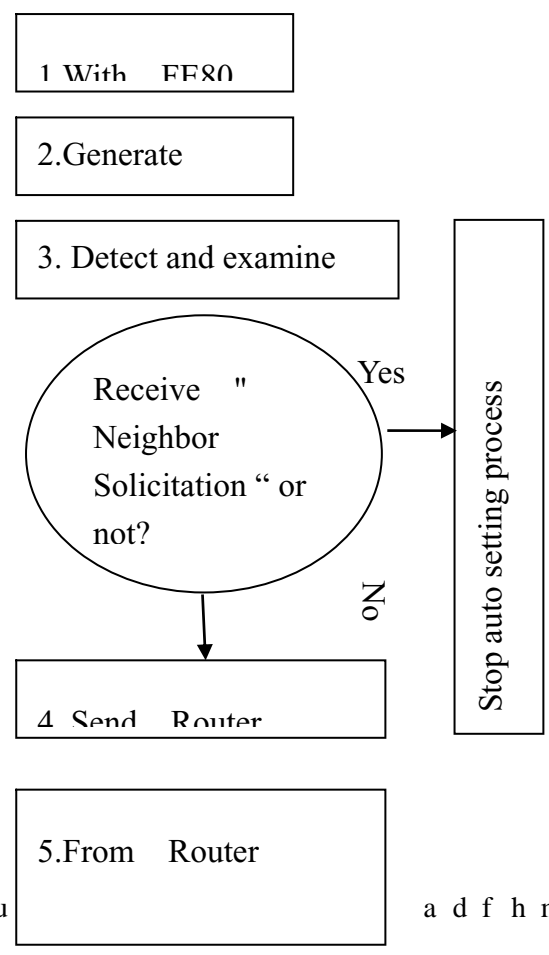 1.With FE80
2.Generate
3. Detect and examine
Receive "
Neighbor
Solicitation “ or
not?
Yes
Stop auto setting process
No
4. Send Router
5.From Router
u
a d f h